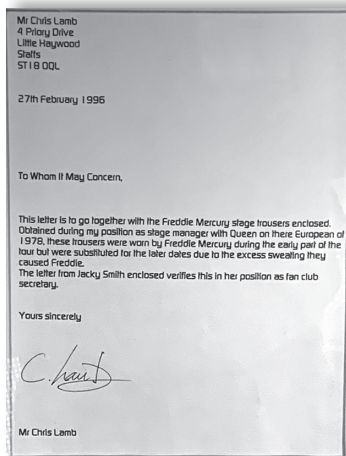 Mr Chris Lamb
4 Priory Drive
Little Haywood
Staffs
ST18 0QL
27th February 1996
To Whom It May Concern,
This letter is to go together with the Freddie Mercury stage trousers enclosed.
Obtained during my position as stage manager with Queen on there European of
1978, these trousers were worn by Freddie Mercury during the early part of the
tour but were substituted for the later dates due to the excess sweating they
caused Freddie.
The letter from Jacky Smith enclosed verifies this in her position as fan club
secretary.
Yours sincerely
C. Lamb
Mr Chris Lamb